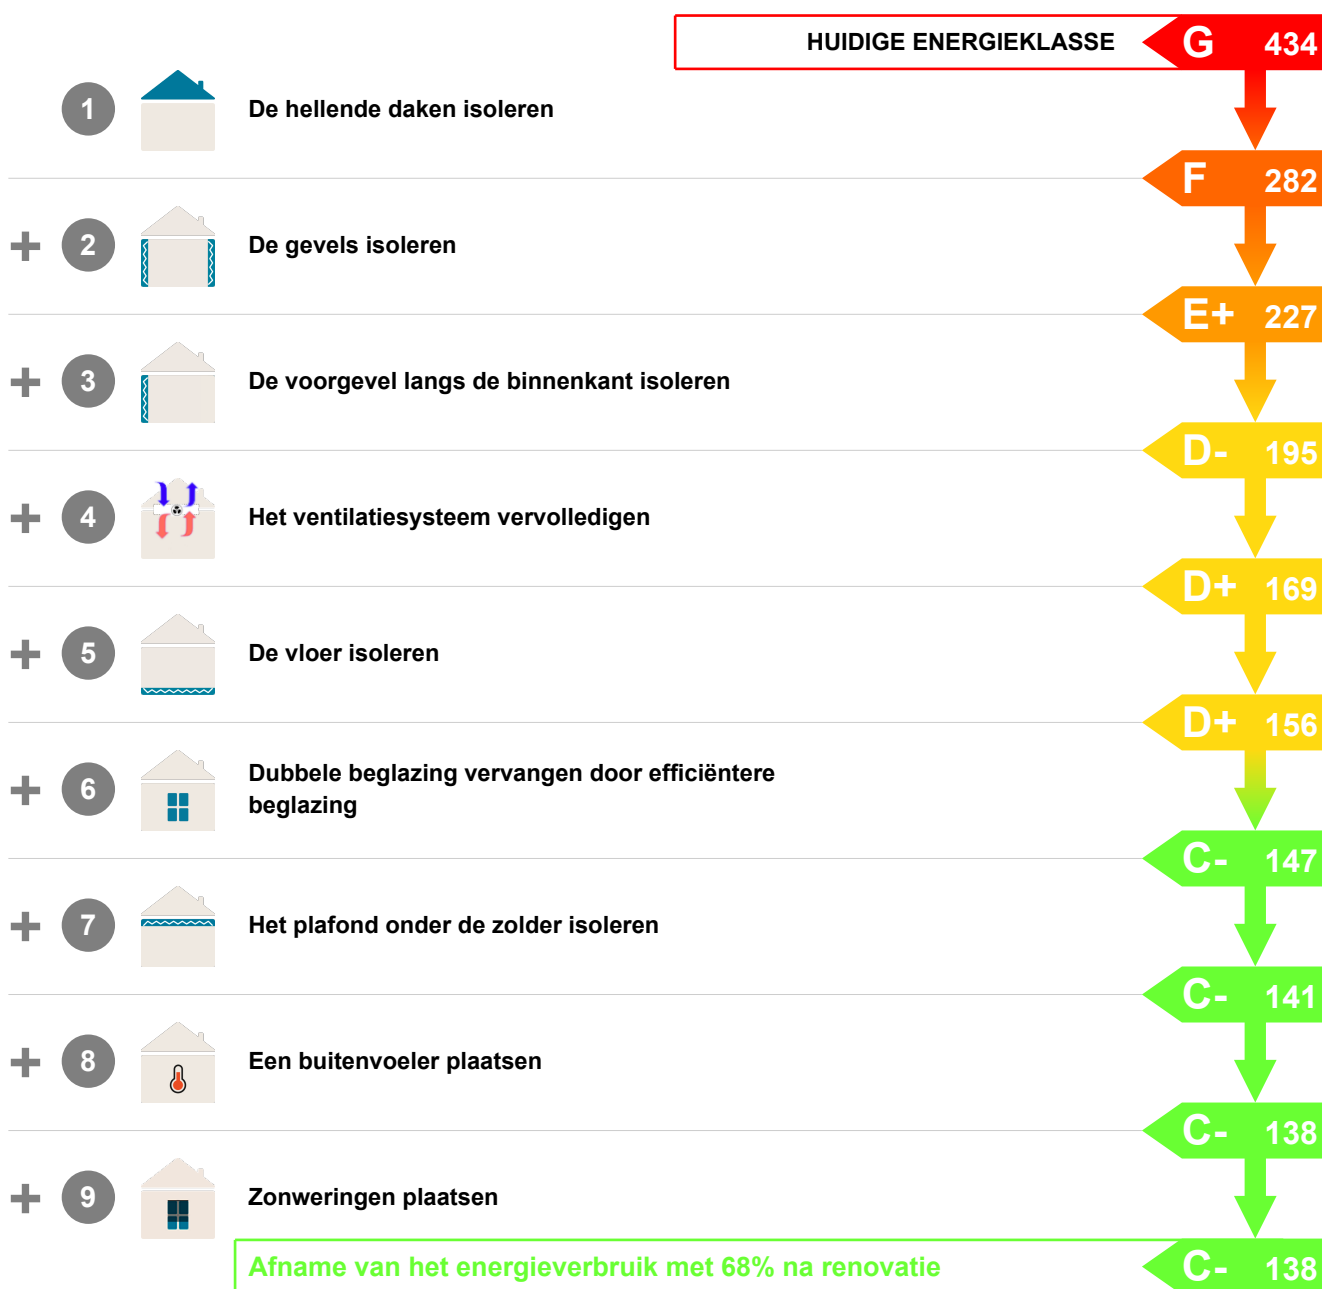 HUIDIGE ENERGIEKLASSE G 434
1 De hellende daken isoleren
F 282
+ 2 De gevels isoleren
E+ 227
+ 3 De voorgevel langs de binnenkant isoleren
D- 195
+ 4 Het ventilatiesysteem vervolledigen
D+ 169
+ 5 De vloer isoleren
D+ 156
+ 6 Dubbele beglazing vervangen door efficiëntere
beglazing
C- 147
+ 7 Het plafond onder de zolder isoleren
C- 141
+ 8 Een buitenvoeler plaatsen
C- 138
+ 9 Zonweringen plaatsen
Afname van het energieverbruik met 68% na renovatie C- 138